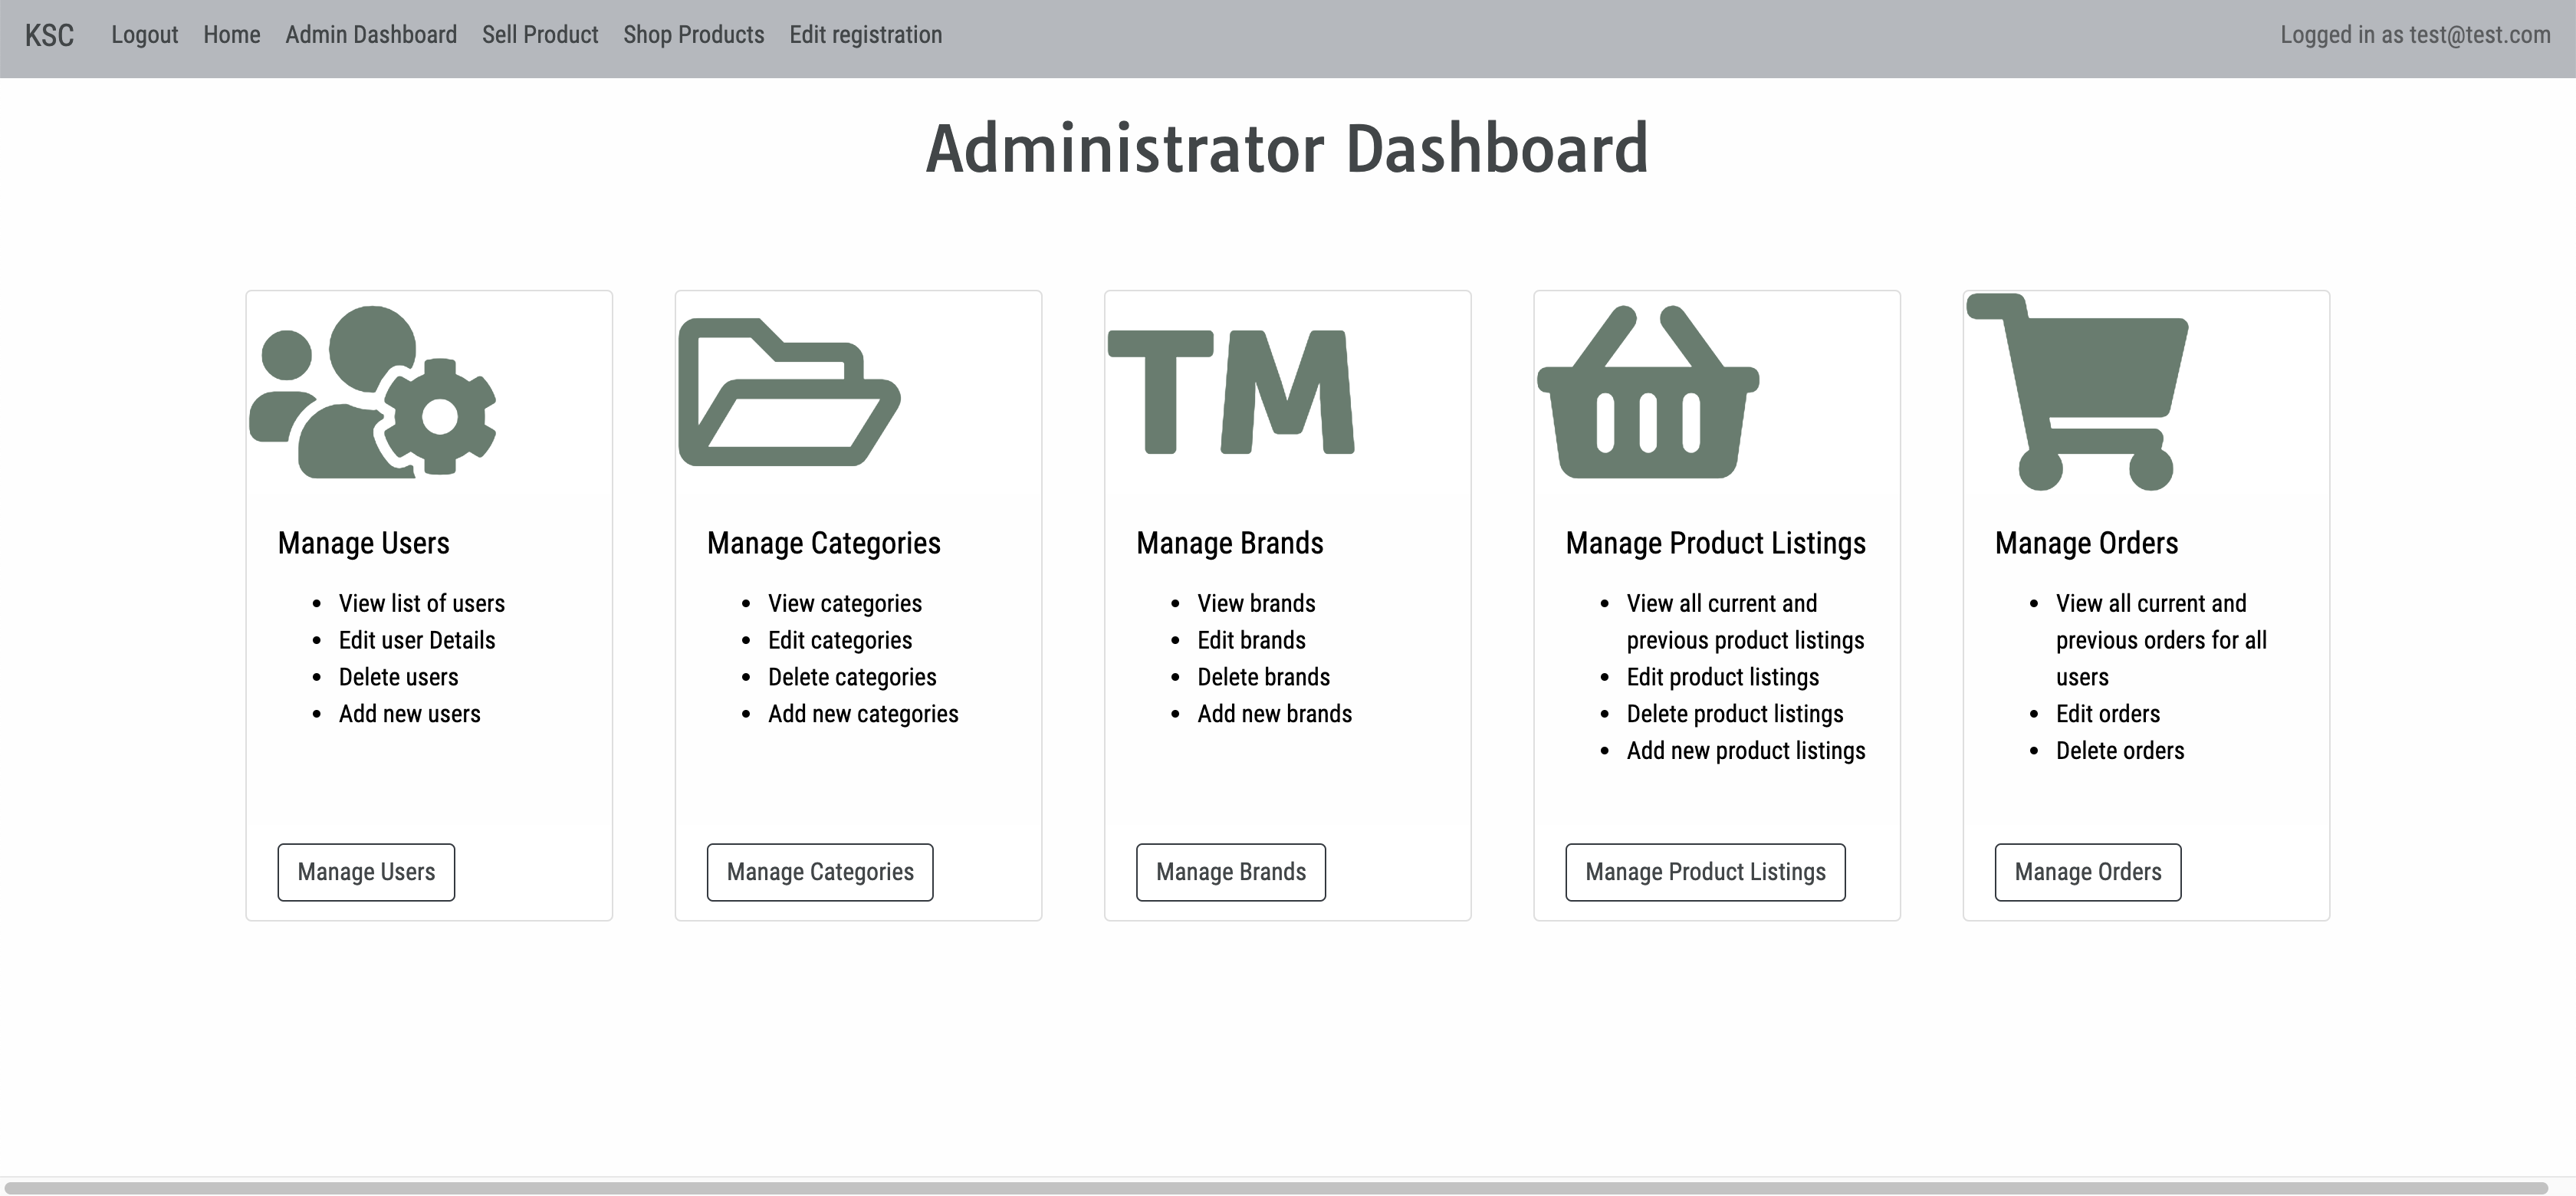 KSC Logout Home Admin Dashboard Sell Product Shop Products Edit registration Logged in as test@test.com
Administrator Dashboard
TM
Manage Users
• View list of users
• Edit user Details
• Delete users
• Add new users
Manage Users
Manage Categories
• View categories
• Edit categories
• Delete categories
• Add new categories
Manage Categories
Manage Brands
• View brands
• Edit brands
• Delete brands
• Add new brands
Manage Brands
Manage Product Listings
• View all current and
previous product listings
• Edit product listings
• Delete product listings
• Add new product listings
Manage Product Listings
Manage Orders
• View all current and
previous orders for all
users
• Edit orders
• Delete orders
Manage Orders